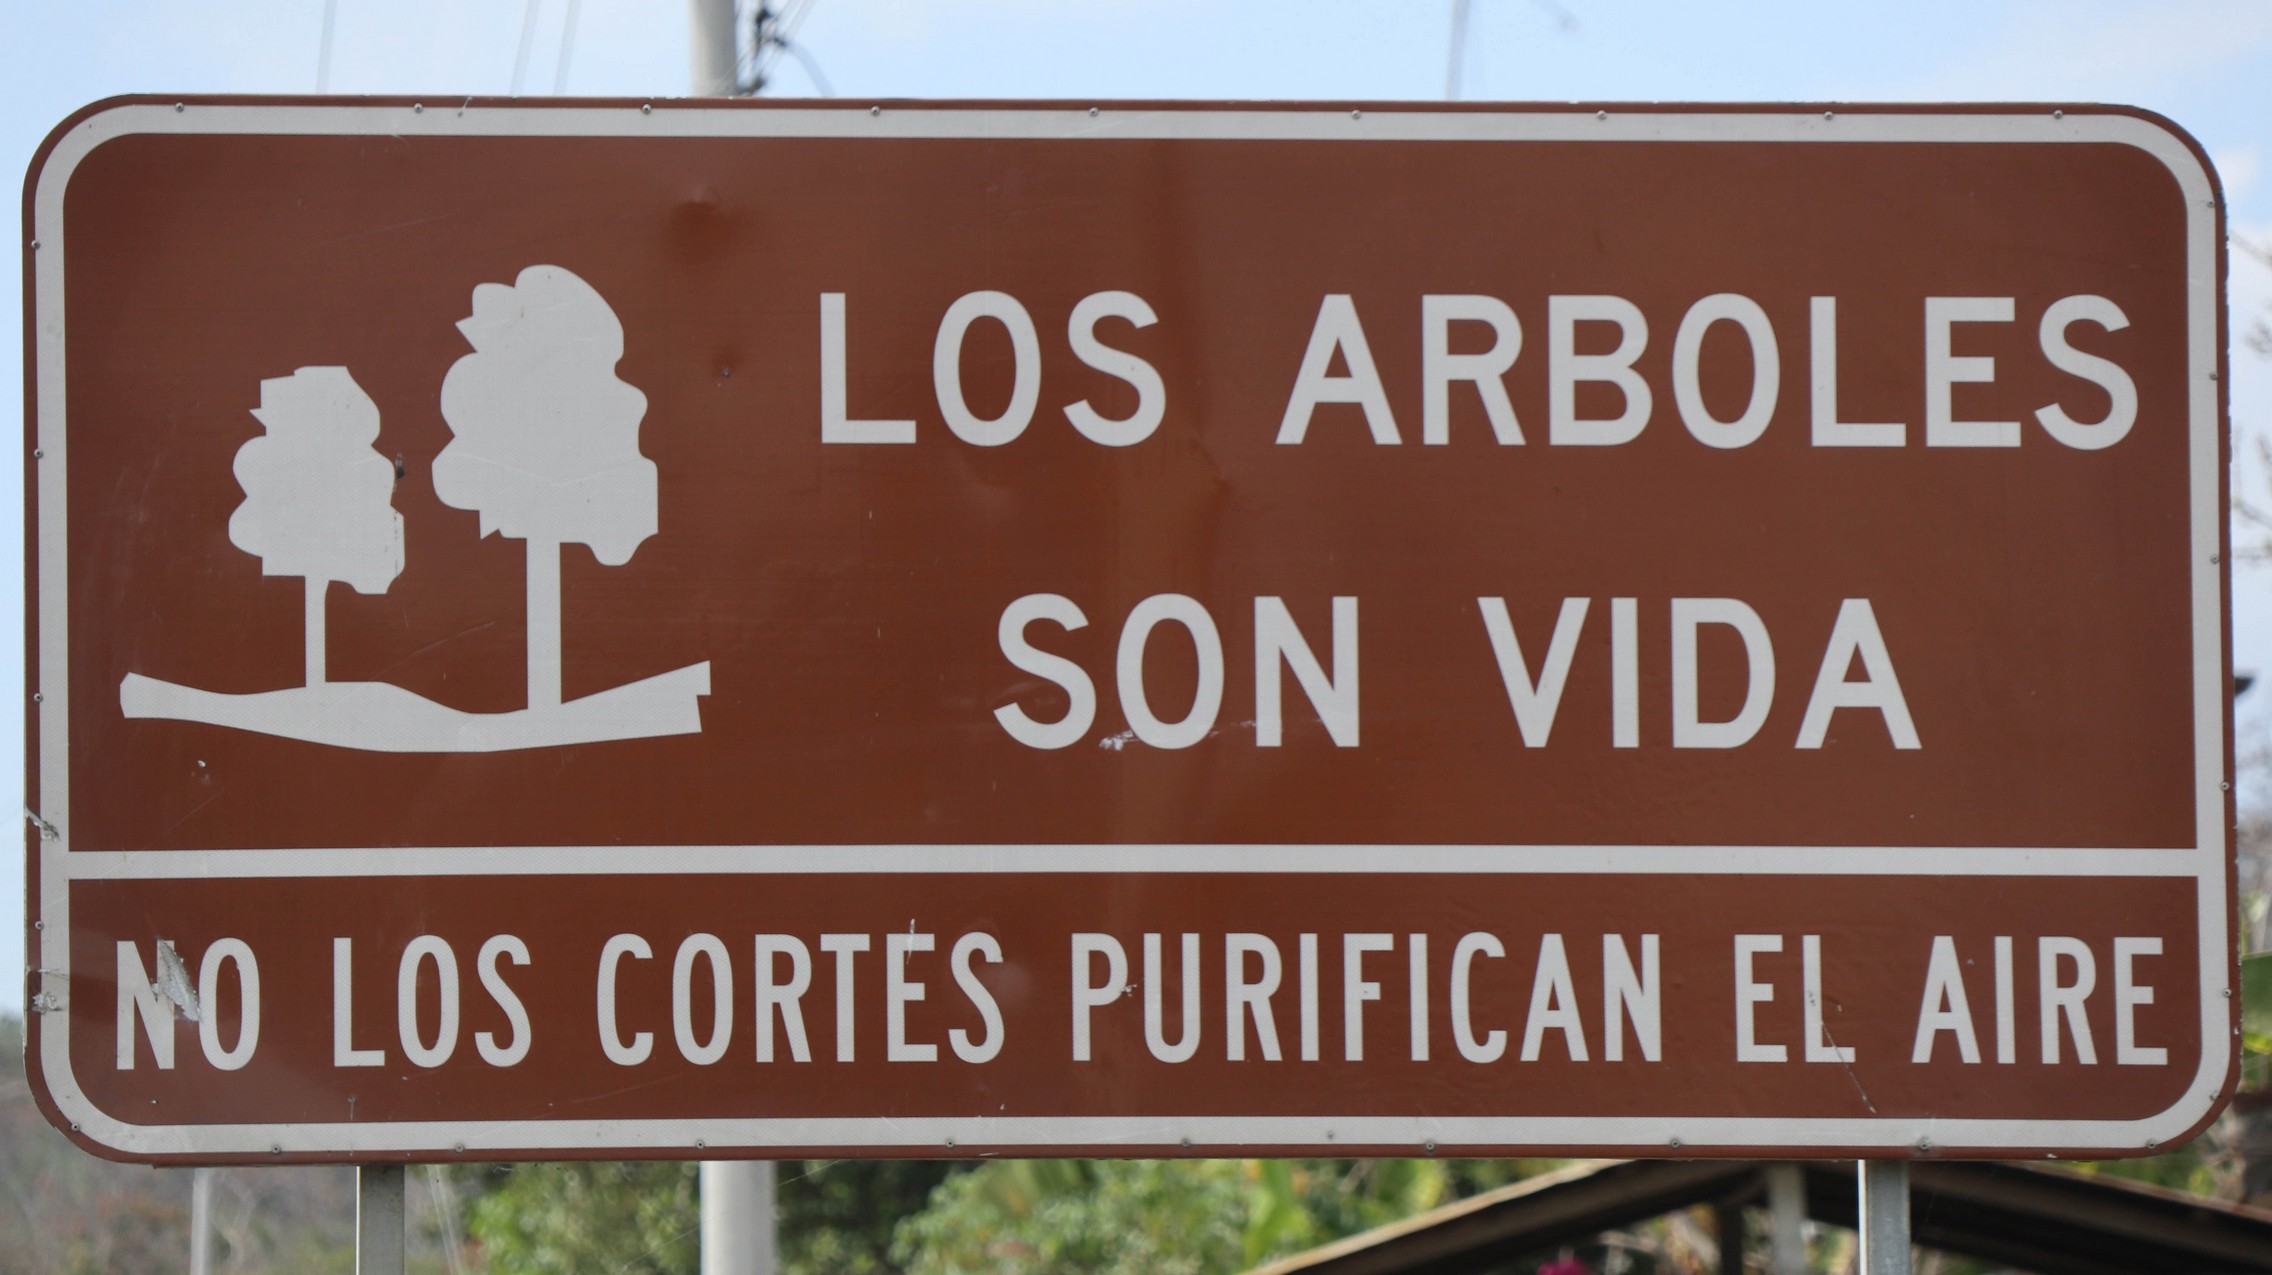 LOS ARBOLES
SON VIDA
NO LOS CORTES PURIFICAN EL AIRE